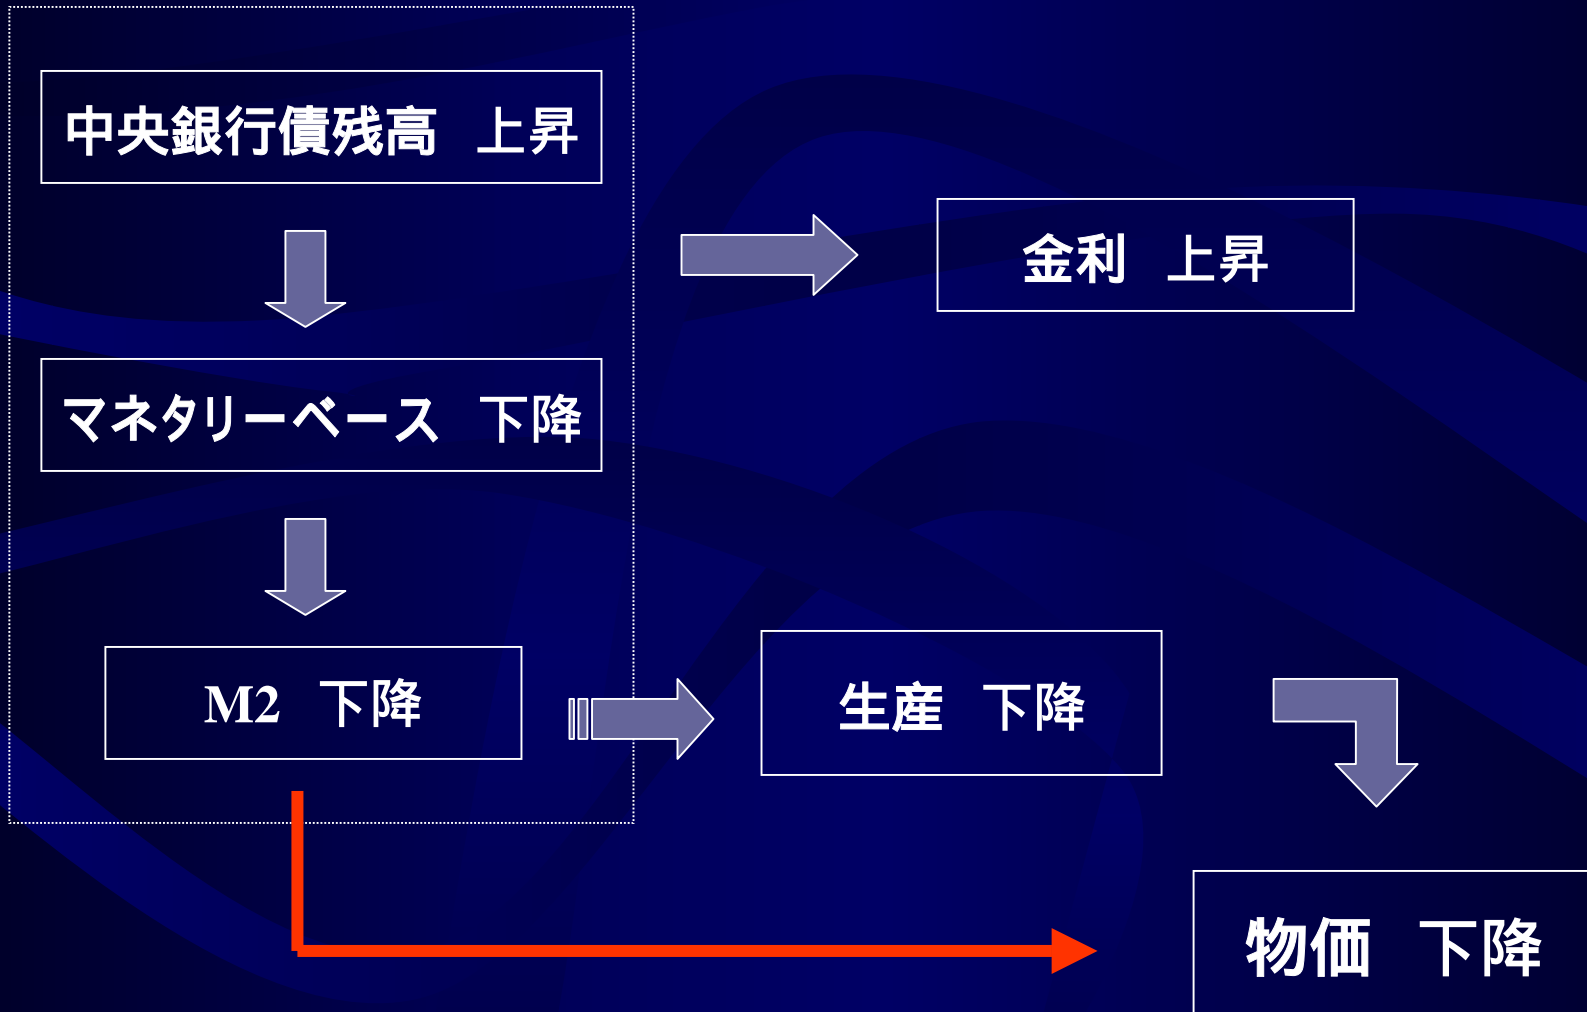 中央銀行債残高　上昇
金利　上昇
マネタリーベース　下降
M2　下降
生産　下降
物価　下降